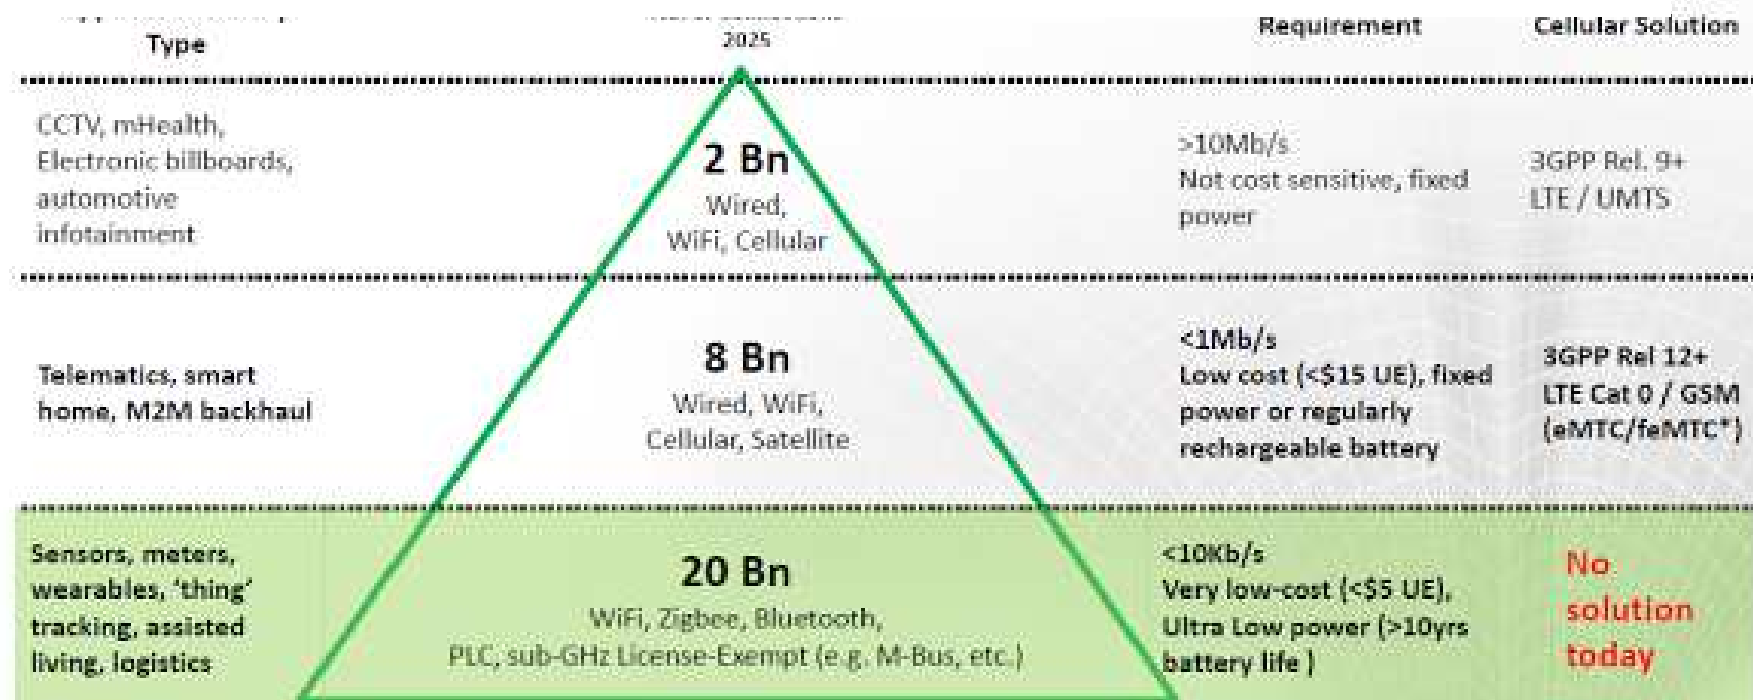 Type
2025
Requirement
Cellular Solution
CCTV, mHealth,
Electronic billboards,
automotive
infotainment
2 Bn
Wired,
WiFi, Cellular
>10Mb/s
Not cost sensitive, fixed
power
3GPP Rel. 9+
LTE / UMTS
Telematics, smart
home, M2M backhaul
8 Bn
Wired, WiFi,
Cellular, Satellite
<1Mb/s
Low cost (<$15 UE), fixed
power or regularly
rechargeable battery
3GPP Rel 12+
LTE Cat 0 / GSM
(eMTC/feMTC*)
Sensors, meters,
wearables, ‘thing’
tracking, assisted
living, logistics
20 Bn
WiFi, Zigbee, Bluetooth,
PLC, sub-GHz License-Exempt (e.g. M-Bus, etc.)
<10Kb/s
Very low-cost (<$5 UE),
Ultra Low power (>10yrs
battery life )
No
solution
today